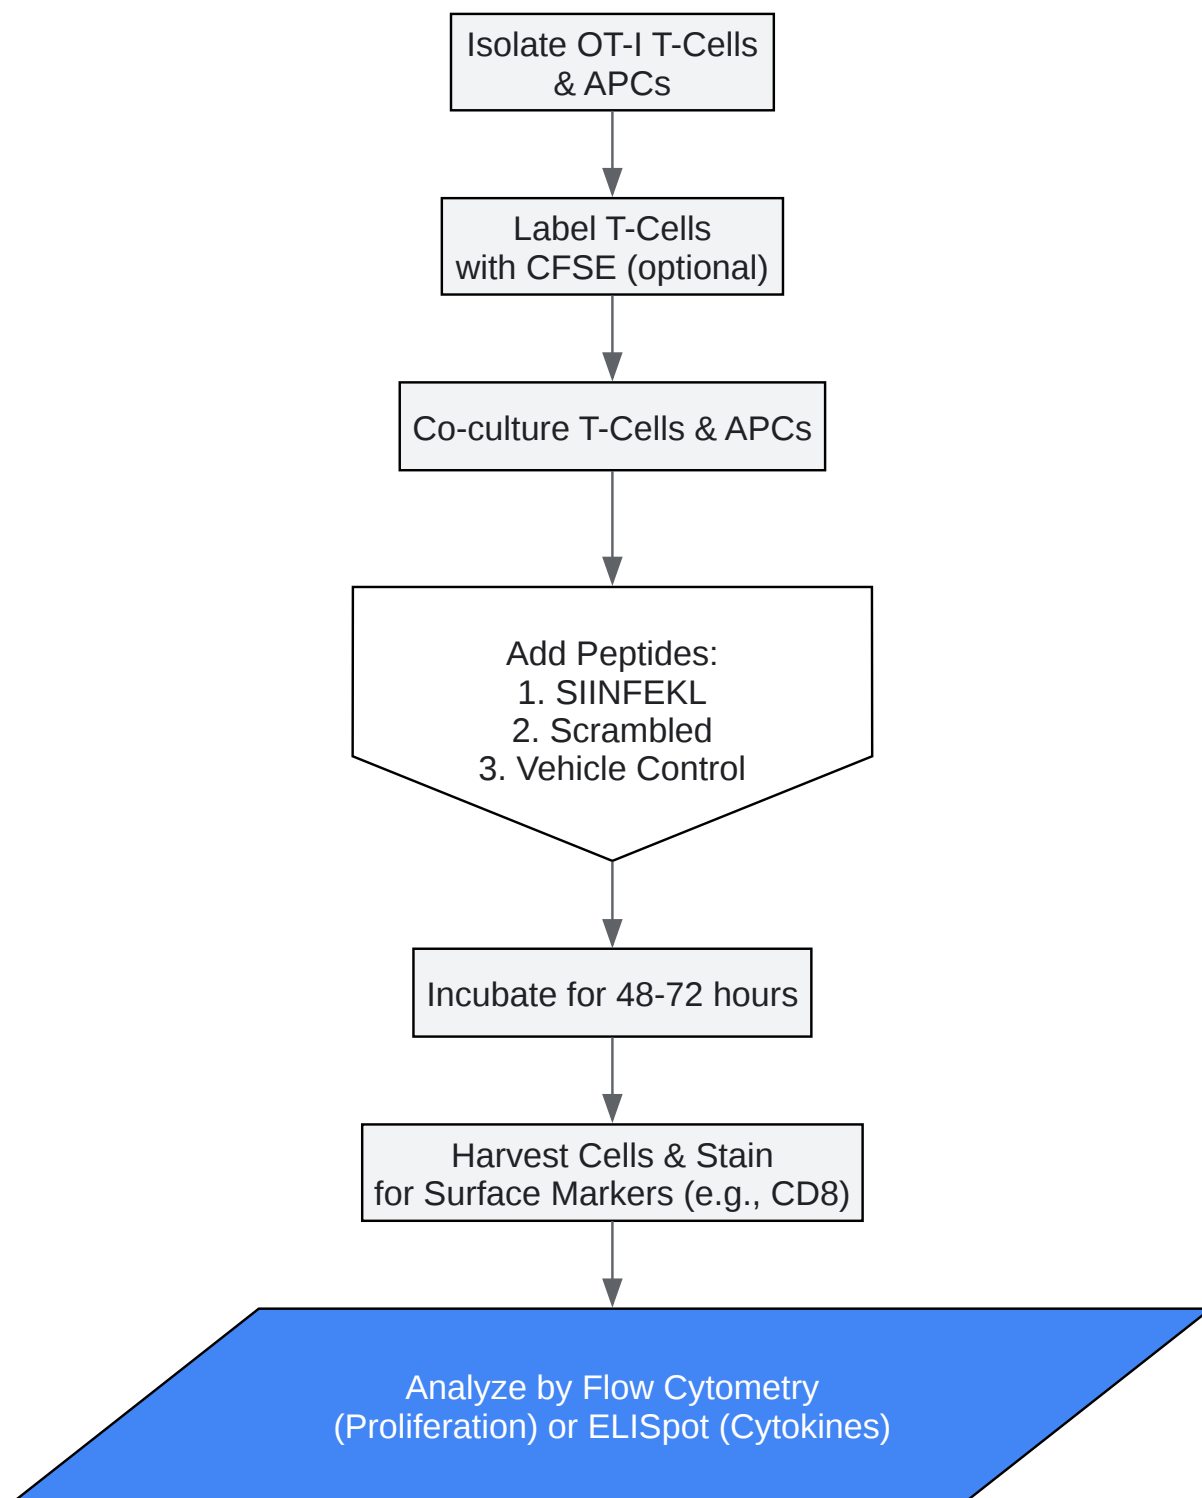 Isolate OT-I T-Cells
& APCs
Label T-Cells
with CFSE (optional)
Co-culture T-Cells & APCs
Add Peptides:
1. SIINFEKL
2. Scrambled
3. Vehicle Control
Incubate for 48-72 hours
Harvest Cells & Stain
for Surface Markers (e.g., CD8)
Analyze by Flow Cytometry
(Proliferation) or ELISpot (Cytokines)